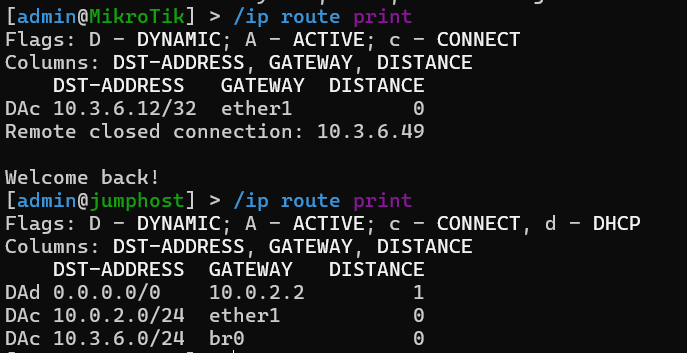 [admin@MikroTik] > /ip route print
Flags: D - DYNAMIC; A - ACTIVE; c - CONNECT
Columns: DST-ADDRESS, GATEWAY, DISTANCE
    DST-ADDRESS   GATEWAY  DISTANCE
DAc 10.3.6.12/32  ether1          0
Remote closed connection: 10.3.6.49

Welcome back!
[admin@jumphost] > /ip route print
Flags: D - DYNAMIC; A - ACTIVE; c - CONNECT, d - DHCP
Columns: DST-ADDRESS, GATEWAY, DISTANCE
    DST-ADDRESS  GATEWAY   DISTANCE
DAd 0.0.0.0/0    10.0.2.2         1
DAc 10.0.2.0/24  ether1           0
DAc 10.3.6.0/24  br0              0